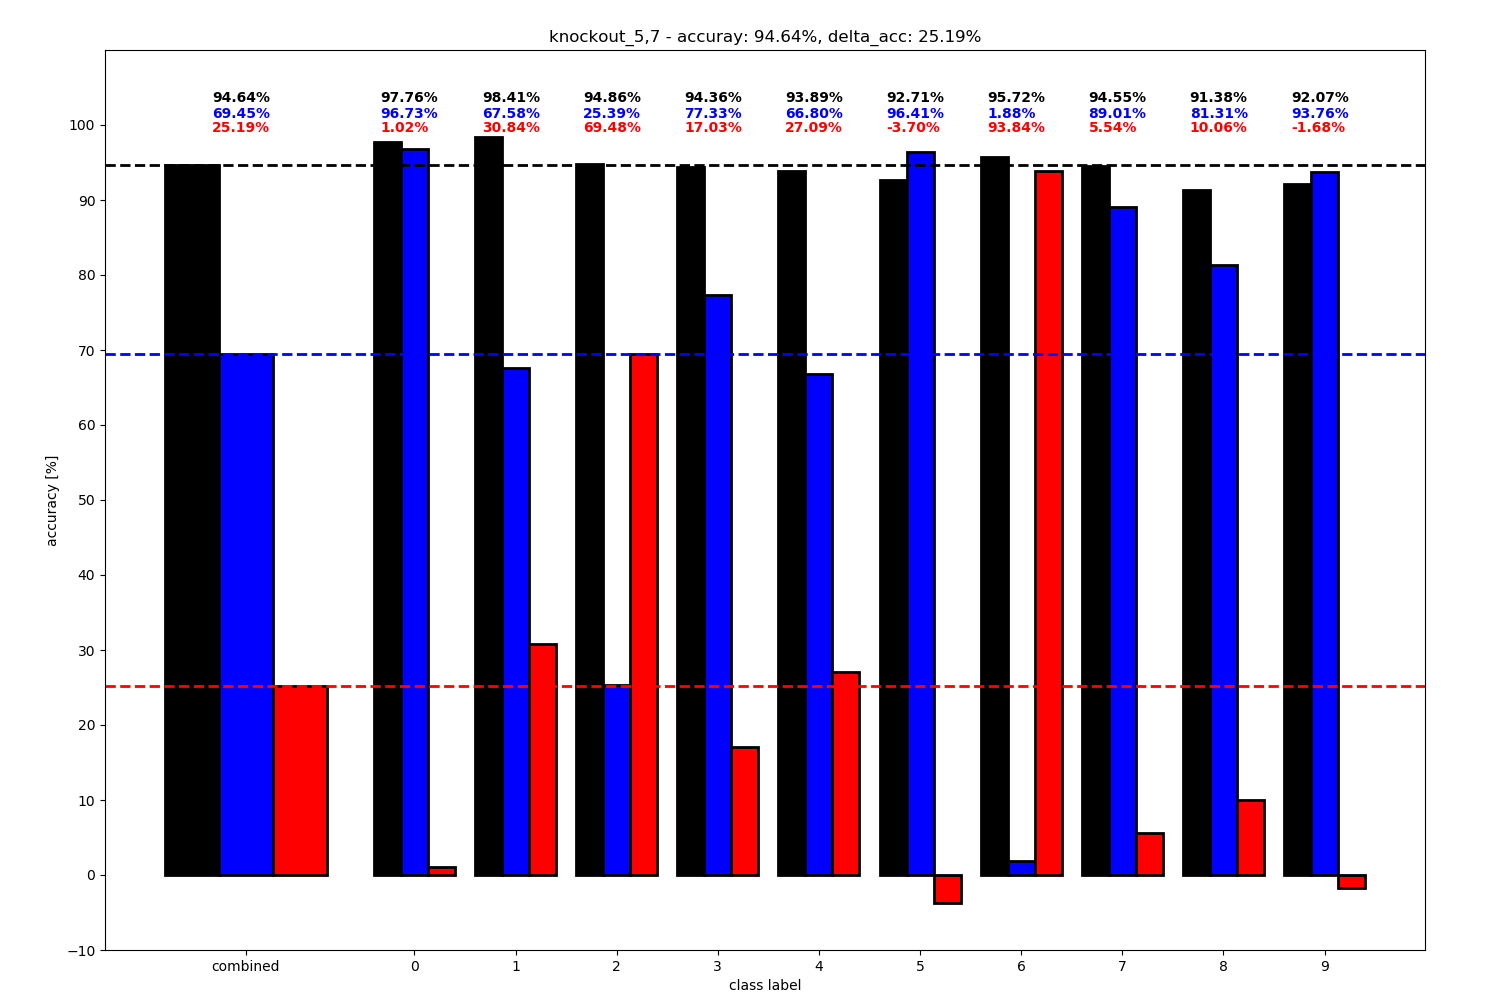 knockout_5,7 - accuray: 94.64%, delta_acc: 25.19%
94.64% 97.76% 98.41% 94.86% 94.36% 93.89% 92.71% 95.72% 94.55% 91.38% 92.07%
69.45% 96.73% 67.58% 25.39% 77.33% 66.80% 96.41% 1.88% 89.01% 81.31% 93.76%
25.19% 1.02% 30.84% 69.48% 17.03% 27.09% -3.70% 93.84% 5.54% 10.06% -1.68%
100
90
80
70
60
50
40
30
20
10
0
−10
accuracy [%]
combined 0 1 2 3 4 5 6 7 8 9
class label